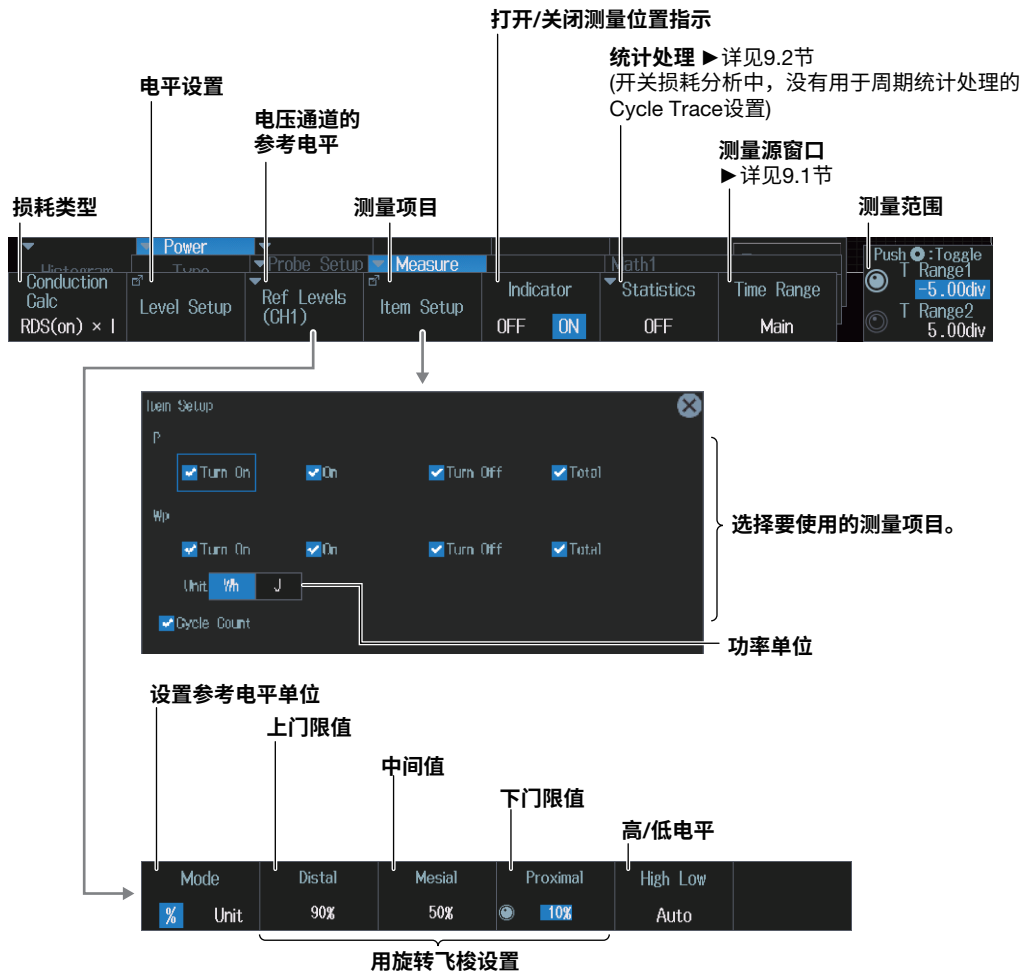 打开/关闭测量位置指示
统计处理 ▶详见9.2节
(开关损耗分析中，没有用于周期统计处理的
Cycle Trace设置)
电平设置
电压通道的
参考电平
测量源窗口
▶详见9.1节
损耗类型
测量项目
测量范围
Power
Histogram
Type
Probe Setup
Measure
Math1
Conduction
Calc
RDS(on) × I
Level Setup
Ref Levels
(CH1)
Item Setup
Indicator
OFF ON
Statistics
OFF
Time Range
Main
Push :Toggle
T Range1
-5.00div
T Range2
5.00div
Item Setup
P
Turn On On Turn Off Total
Wp
Turn On On Turn Off Total
Unit Wh J
Cycle Count
选择要使用的测量项目。
功率单位
设置参考电平单位
上门限值
中间值
下门限值
高/低电平
Mode Distal Mesial Proximal High Low
% Unit 90% 50% 10% Auto
用旋转飞梭设置